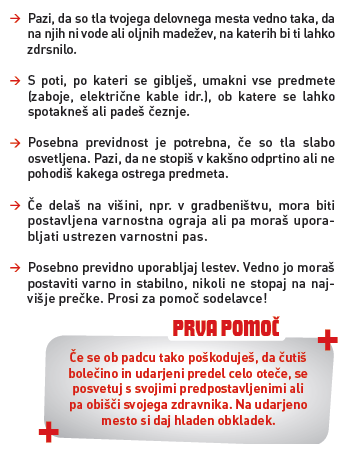 → Pazi, da so tla tvojega delovnega mesta vedno taka, da
na njih ni vode ali oljnih madežev, na katerih bi ti lahko
zdrsnilo.
→ S poti, po kateri se giblješ, umakni vse predmete
(zaboje, električne kable idr.), ob katere se lahko
spotakneš ali padeš čeznje.
→ Posebna previdnost je potrebna, če so tla slabo
osvetljena. Pazi, da ne stopiš v kakšno odprtino ali ne
pohodiš kakega ostrega predmeta.
→ Če delaš na višini, npr. v gradbeništvu, mora biti
postavljena varnostna ograja ali pa moraš upora-
bljati ustrezen varnostni pas.
→ Posebno previdno uporabljaj lestev. Vedno jo moraš
postaviti varno in stabilno, nikoli ne stopaj na naj-
višje prečke. Prosi za pomoč sodelavce!
PRVA POMOČ
Če se ob padcu tako poškoduješ, da čutiš
bolečino in udarjeni predel celo oteče, se
posvetuj s svojimi predpostavljenimi ali
pa obišči svojega zdravnika. Na udarjeno
mesto si daj hladen obkladek.